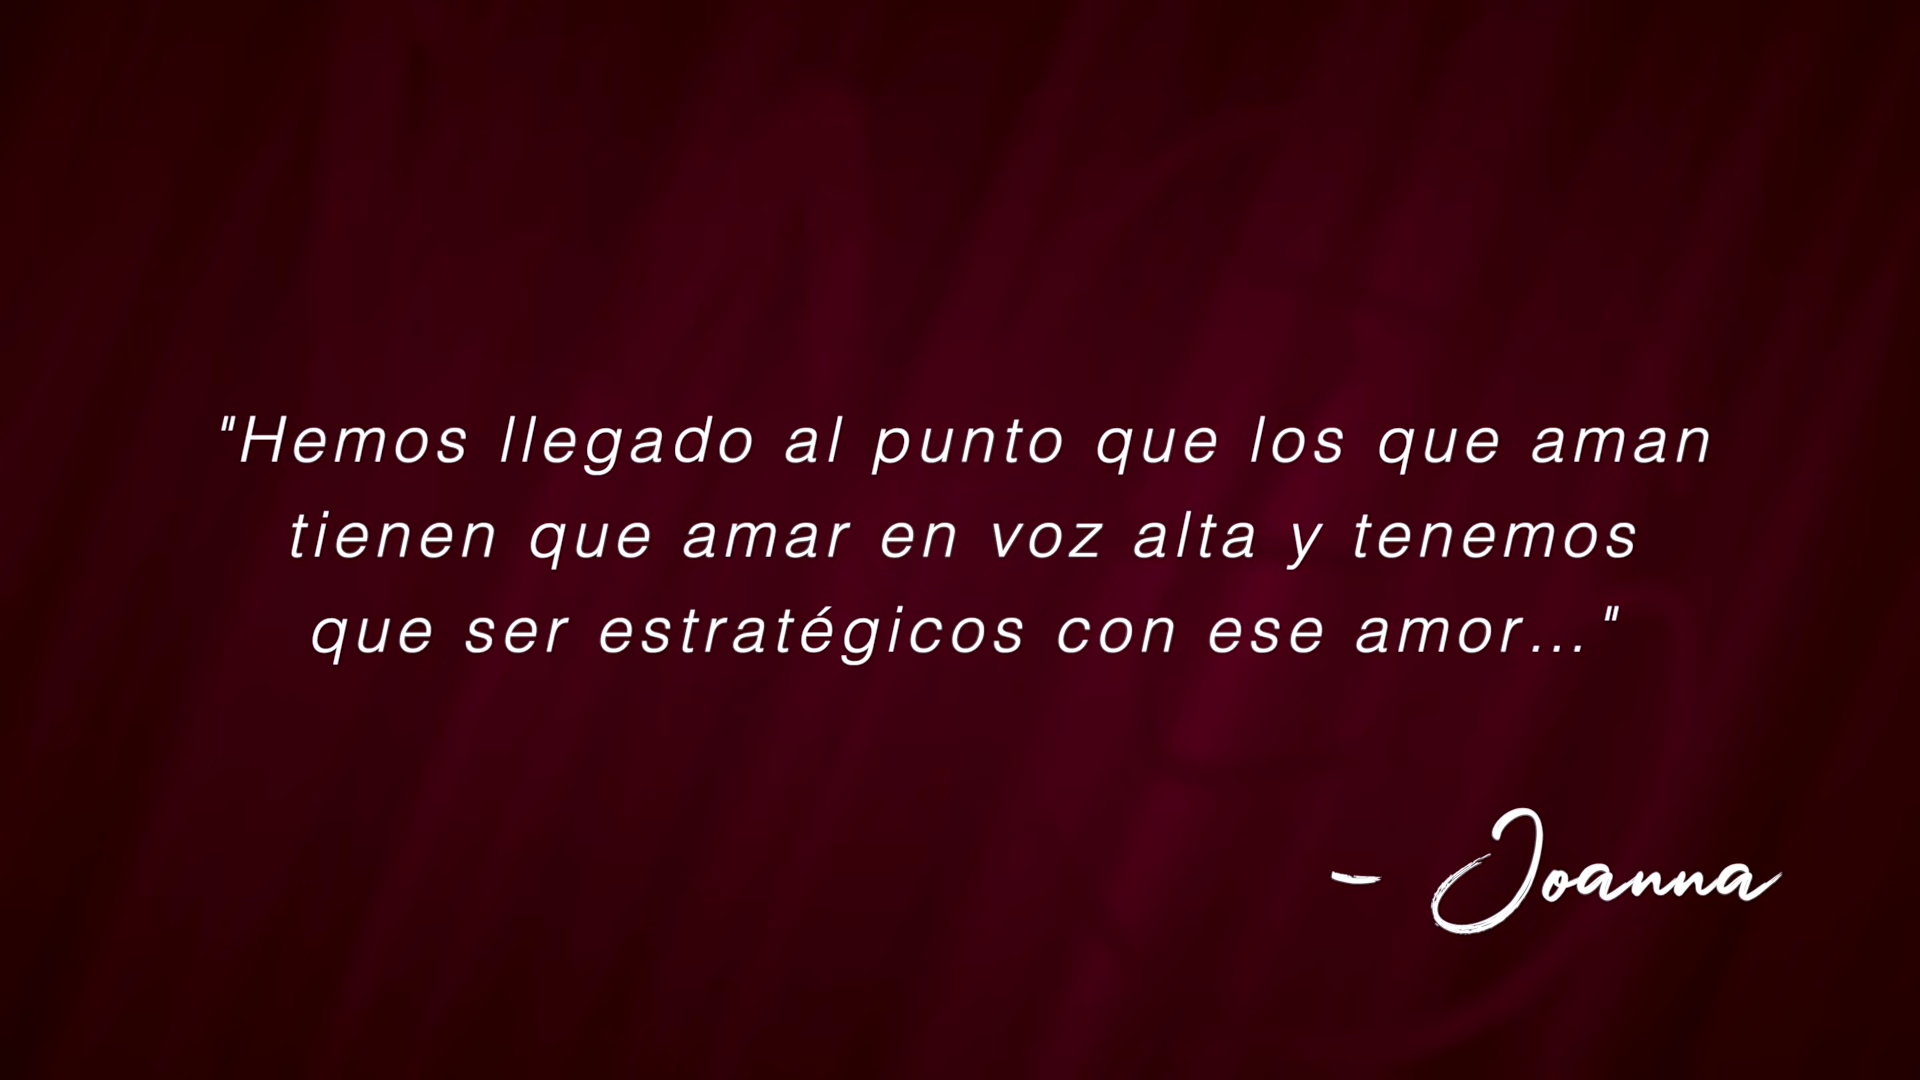 "Hemos llegado al punto que los que aman
tienen que amar en voz alta y tenemos
que ser estratégicos con ese amor..."
- Joanna